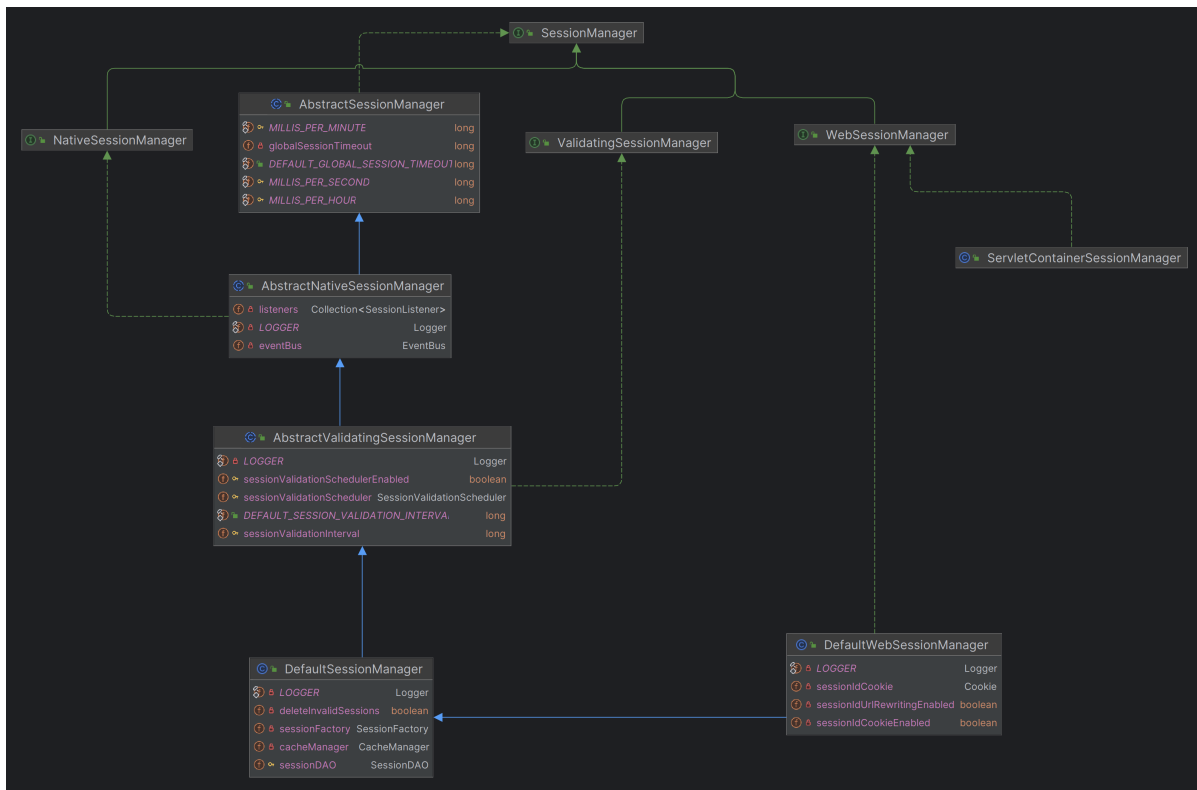 SessionManager
AbstractSessionManager
MILLIS_PER_MINUTE long
globalSessionTimeout long
DEFAULT_GLOBAL_SESSION_TIMEOUT long
MILLIS_PER_SECOND long
MILLIS_PER_HOUR long
NativeSessionManager
ValidatingSessionManager
WebSessionManager
ServletContainerSessionManager
AbstractNativeSessionManager
listeners Collection<SessionListener>
LOGGER Logger
eventBus EventBus
AbstractValidatingSessionManager
LOGGER Logger
sessionValidationSchedulerEnabled boolean
sessionValidationScheduler SessionValidationScheduler
DEFAULT_SESSION_VALIDATION_INTERVA long
sessionValidationInterval long
DefaultSessionManager
LOGGER Logger
deleteInvalidSessions boolean
sessionFactory SessionFactory
cacheManager CacheManager
sessionDAO SessionDAO
DefaultWebSessionManager
LOGGER Logger
sessionIdCookie Cookie
sessionIdUrlRewritingEnabled boolean
sessionIdCookieEnabled boolean